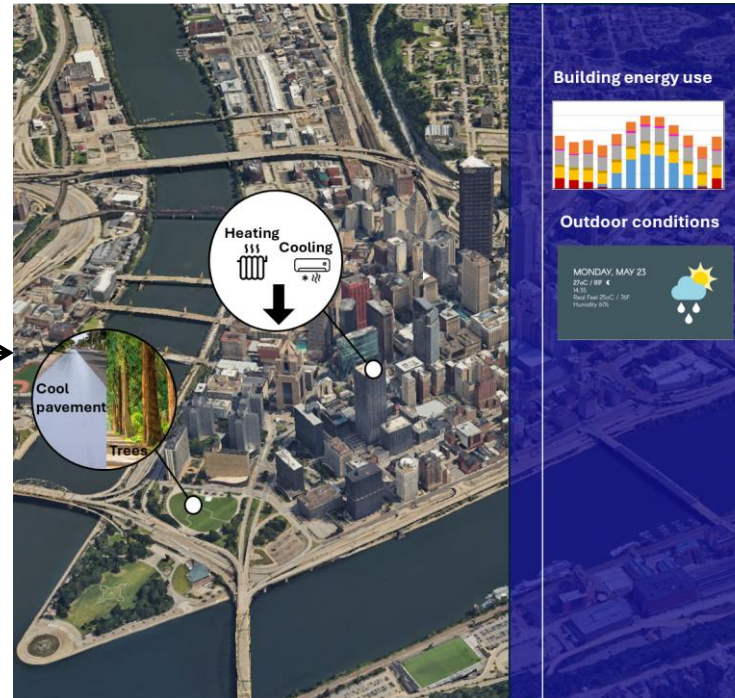 Building energy use
Heating
Cooling
Outdoor conditions
MONDAY, MAY 23
27oC / 81F
14:35
Real Feel 25oC / 76F
Humidity 61%
Cool
pavement
Trees